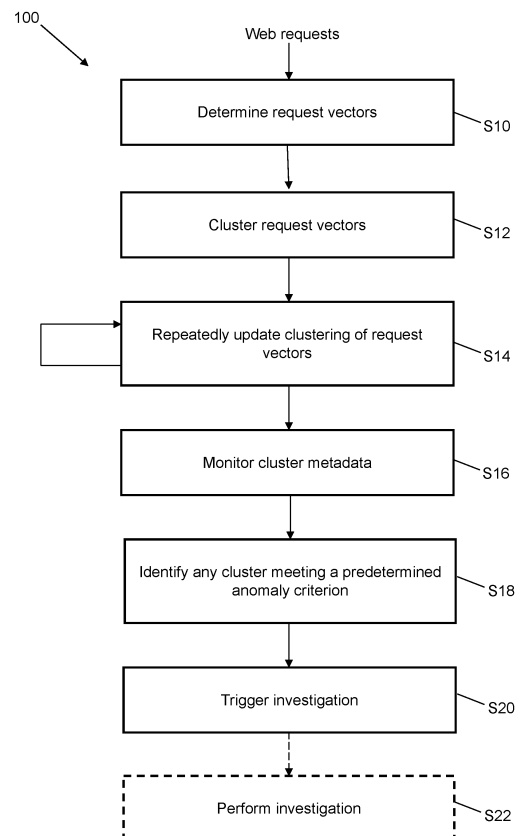 100
Web requests
Determine request vectors
S10
Cluster request vectors
S12
Repeatedly update clustering of request
vectors
S14
Monitor cluster metadata
S16
Identify any cluster meeting a predetermined
anomaly criterion
S18
Trigger investigation
S20
Perform investigation
S22